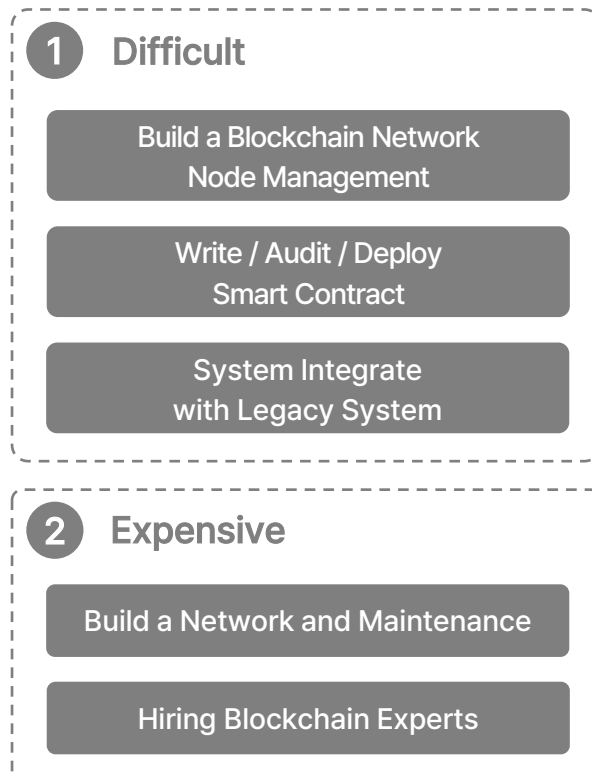 1 Difficult
Build a Blockchain Network
Node Management
Write / Audit / Deploy
Smart Contract
System Integrate
with Legacy System
2 Expensive
Build a Network and Maintenance
Hiring Blockchain Experts